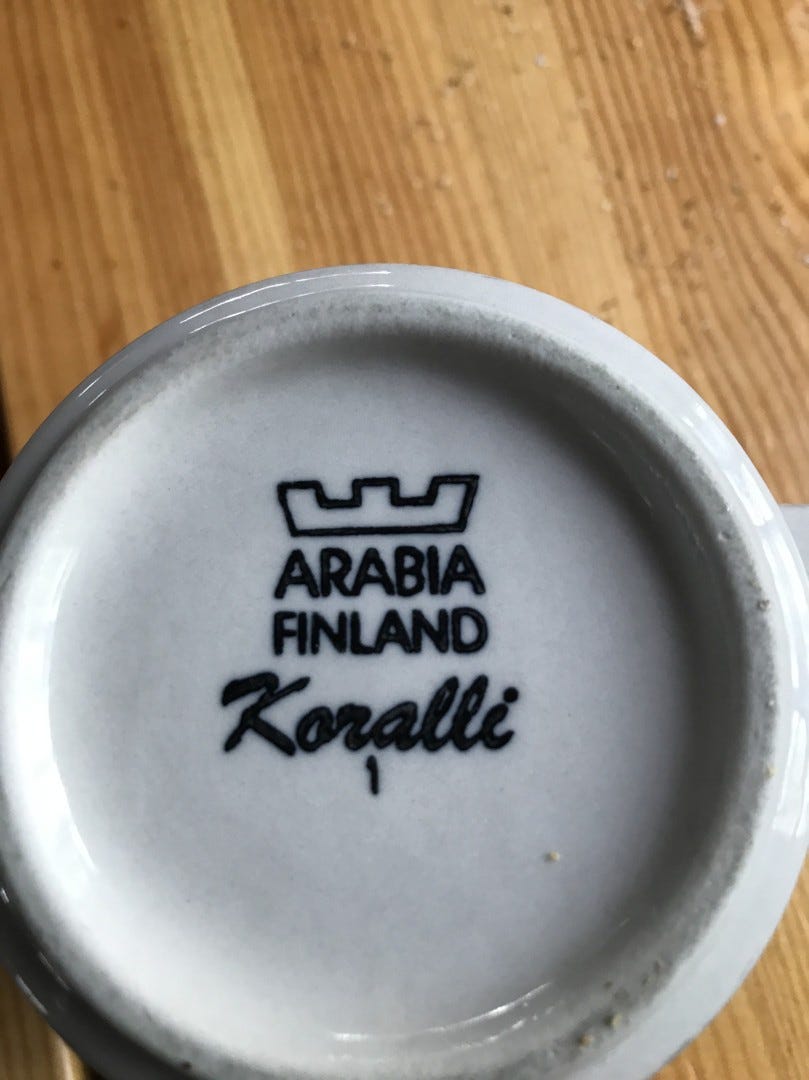 ARABIA
FINLAND
Koralli
1